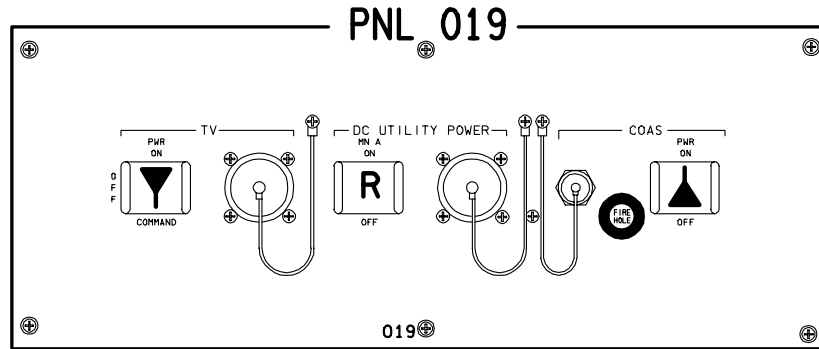 PNL 019
TV
DC UTILITY POWER
COAS
PWR
ON
OFF
COMMAND
MN A
ON
R
OFF
FIRE
HOLE
PWR
ON
OFF
019